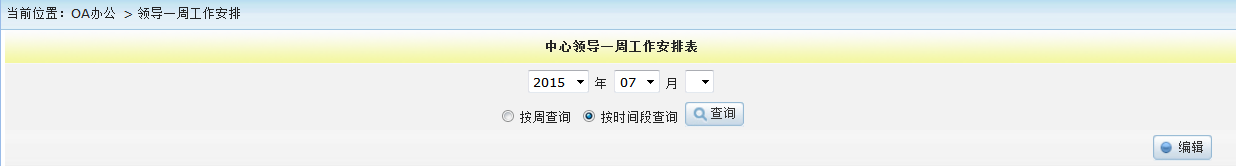 当前位置：OA办公 > 领导一周工作安排
中心领导一周工作安排表
2015 年 07 月
按周查询 按时间段查询 查询
编辑